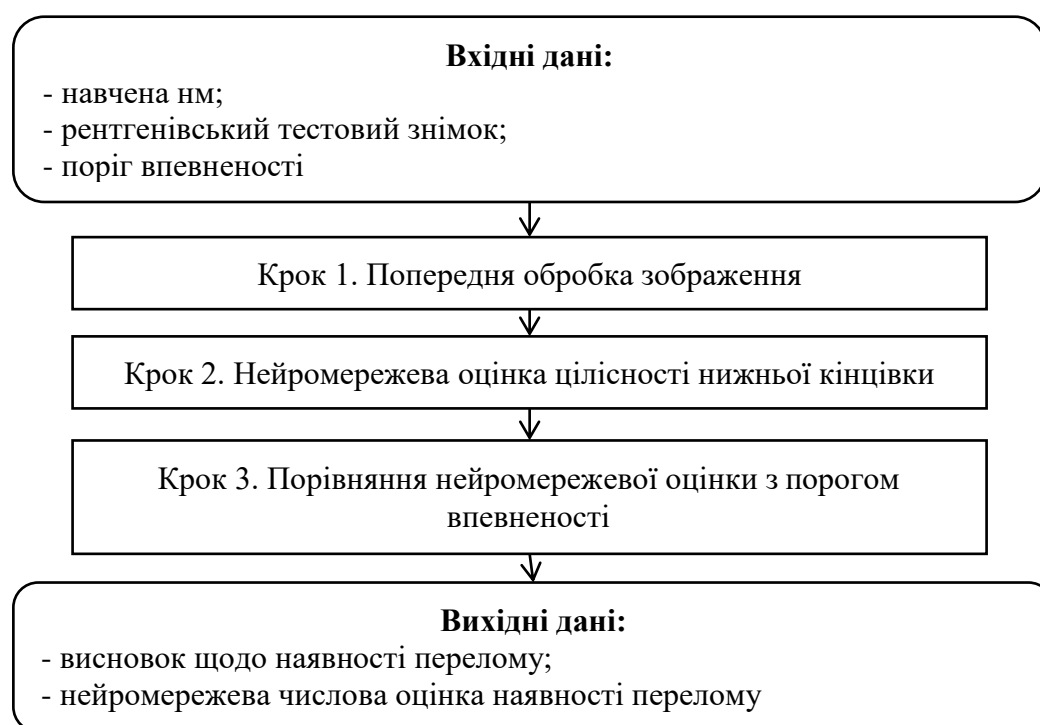 Вхідні дані:
- навчена нм;
- рентгенівський тестовий знімок;
- поріг впевненості
Крок 1. Попередня обробка зображення
Крок 2. Нейромережева оцінка цілісності нижньої кінцівки
Крок 3. Порівняння нейромережевої оцінки з порогом
впевненості
Вихідні дані:
- висновок щодо наявності перелому;
- нейромережева числова оцінка наявності перелому